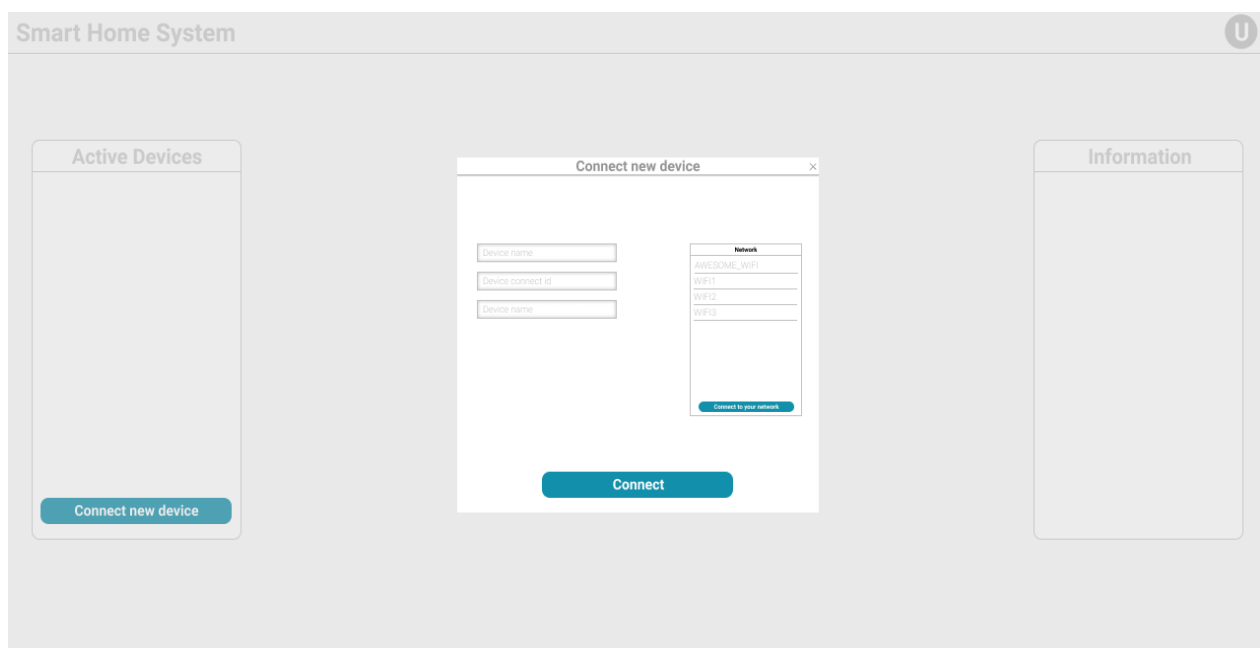 Smart Home System
U
Active Devices
Connect new device
Connect new device
×
Device name
Device connect id
Device name
Network
AWESOME_WIFI
WIFI1
WIFI2
WIFI3
Connect to your network
Connect
Information